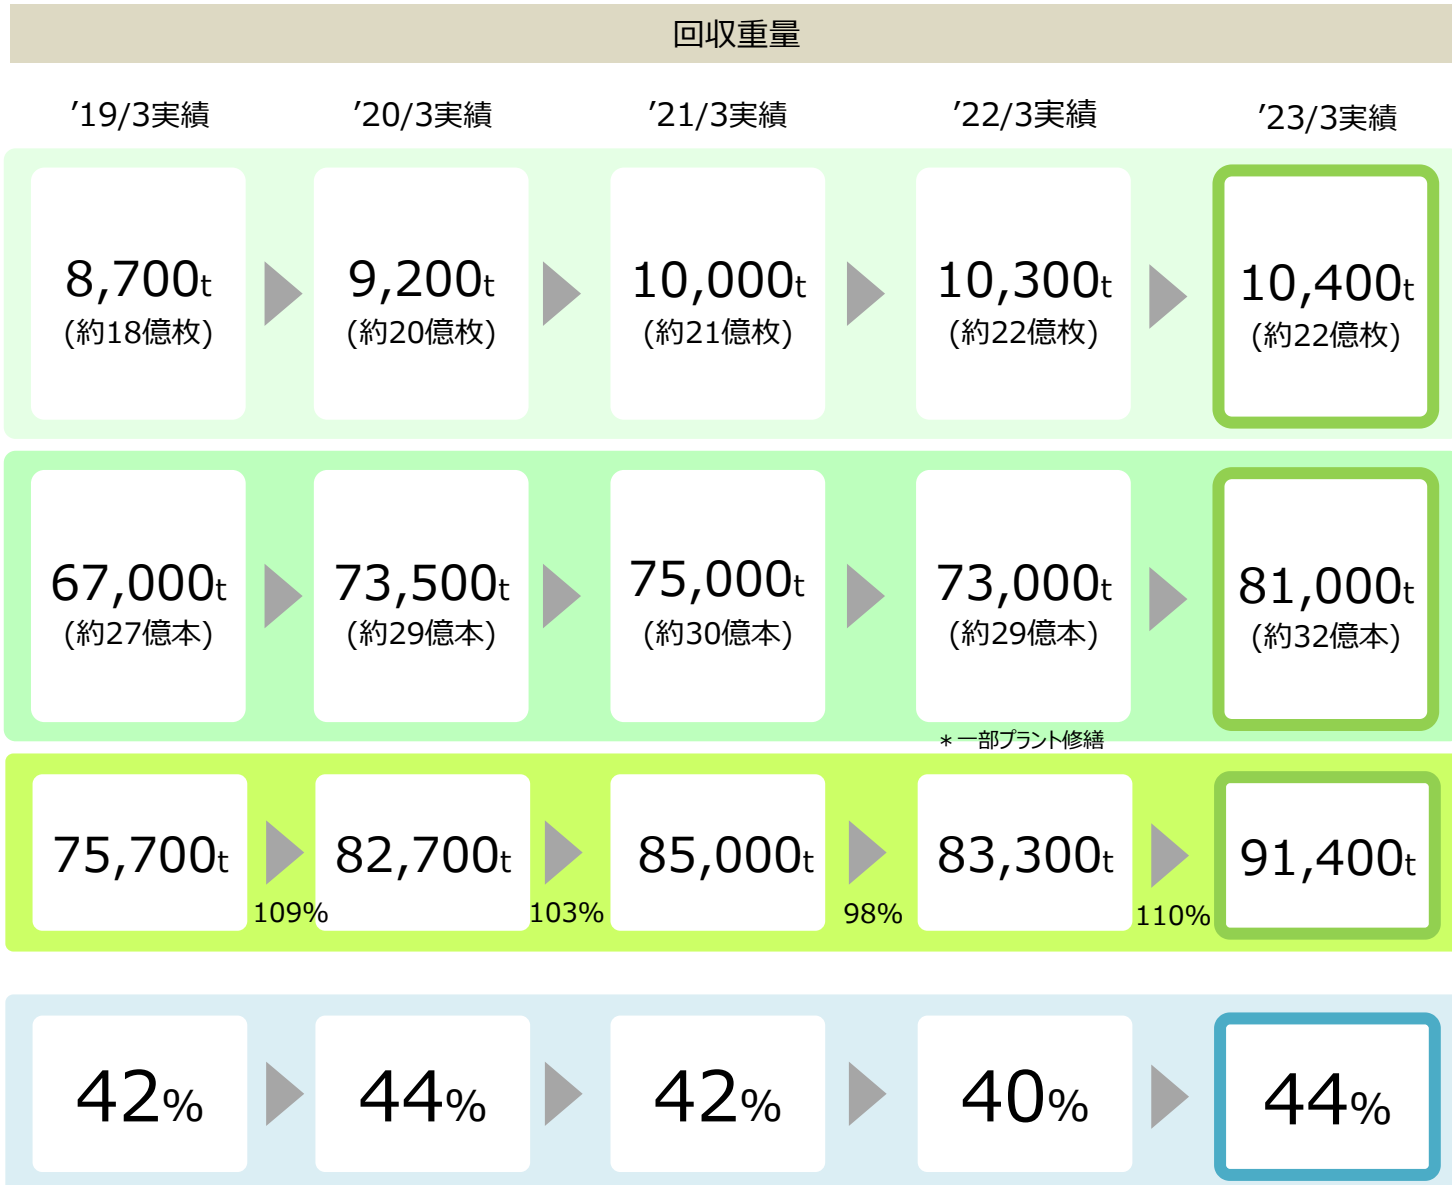 回収重量
’19/3実績 ’20/3実績 ’21/3実績 ’22/3実績 ’23/3実績
8,700t 9,200t 10,000t 10,300t 10,400t
(約18億枚) (約20億枚) (約21億枚) (約22億枚) (約22億枚)
67,000t 73,500t 75,000t 73,000t 81,000t
(約27億本) (約29億本) (約30億本) (約29億本) (約32億本)
＊一部プラント修繕
75,700t 82,700t 85,000t 83,300t 91,400t
109% 103% 98% 110%
42% 44% 42% 40% 44%